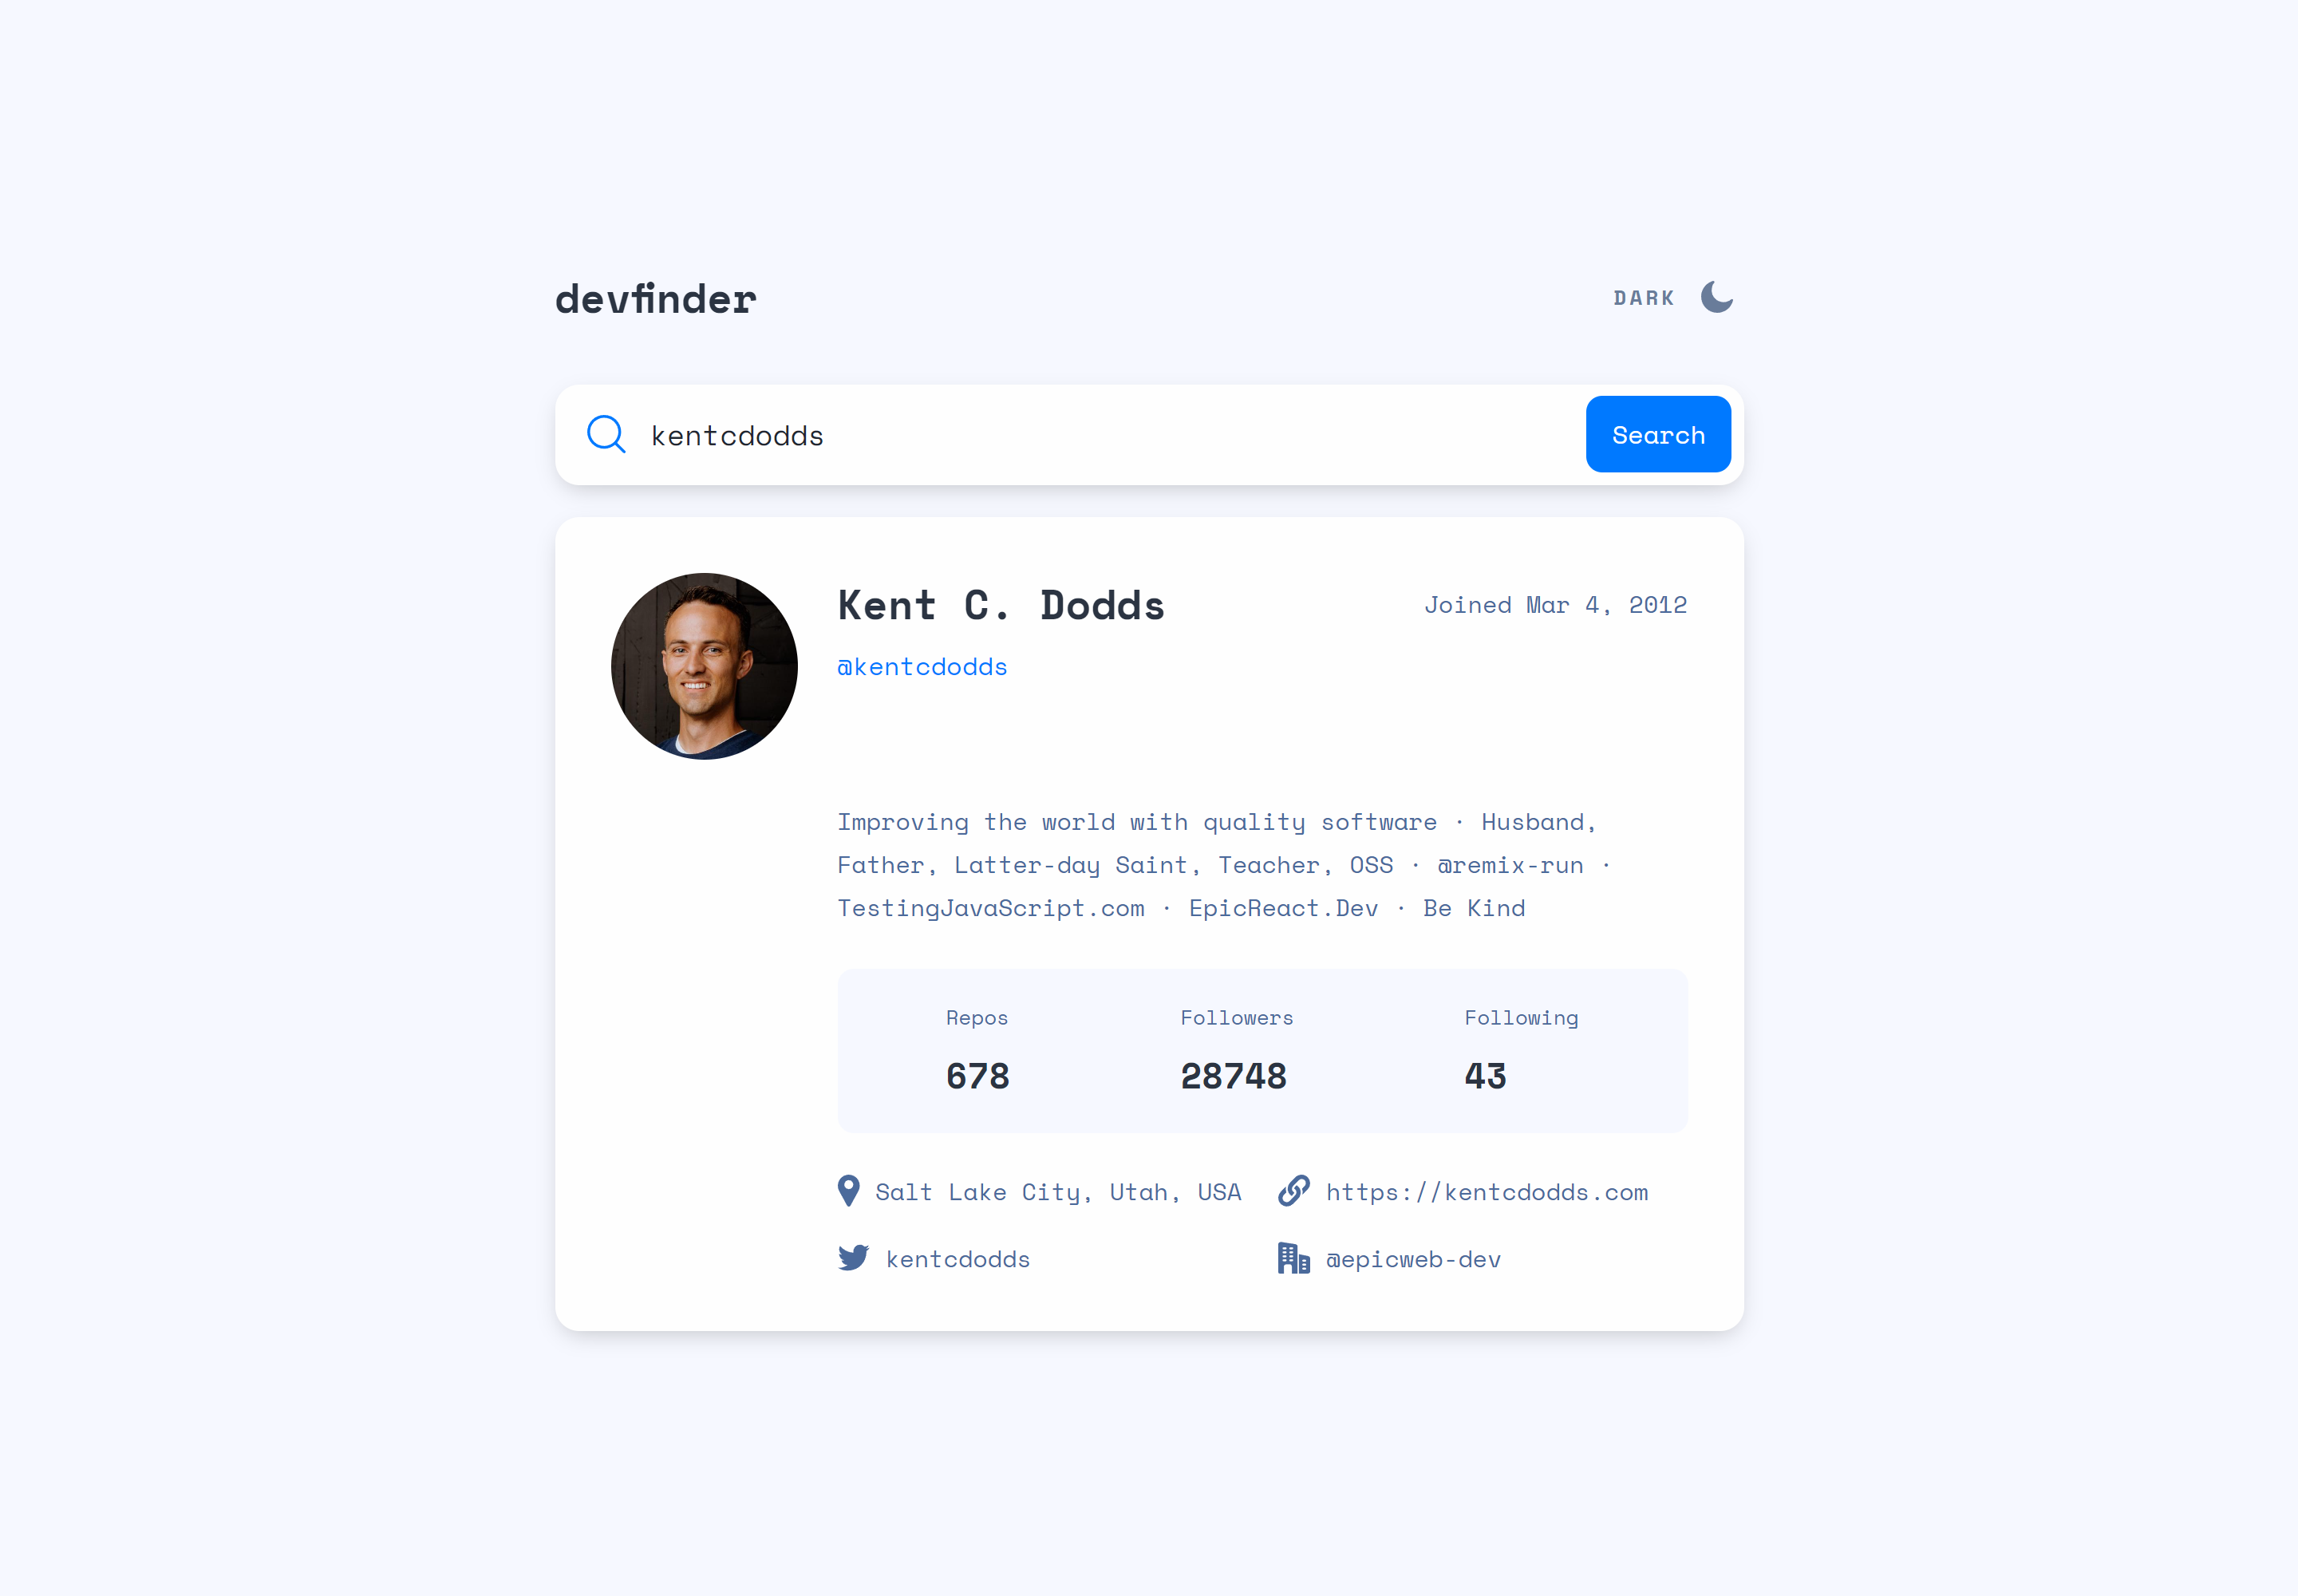 devfinder
DARK
kentcdodds
Search
Kent C. Dodds
Joined Mar 4, 2012
@kentcdodds
Improving the world with quality software · Husband,
Father, Latter-day Saint, Teacher, OSS · @remix-run ·
TestingJavaScript.com · EpicReact.Dev · Be Kind
Repos
Followers
Following
678
28748
43
Salt Lake City, Utah, USA
https://kentcdodds.com
kentcdodds
@epicweb-dev